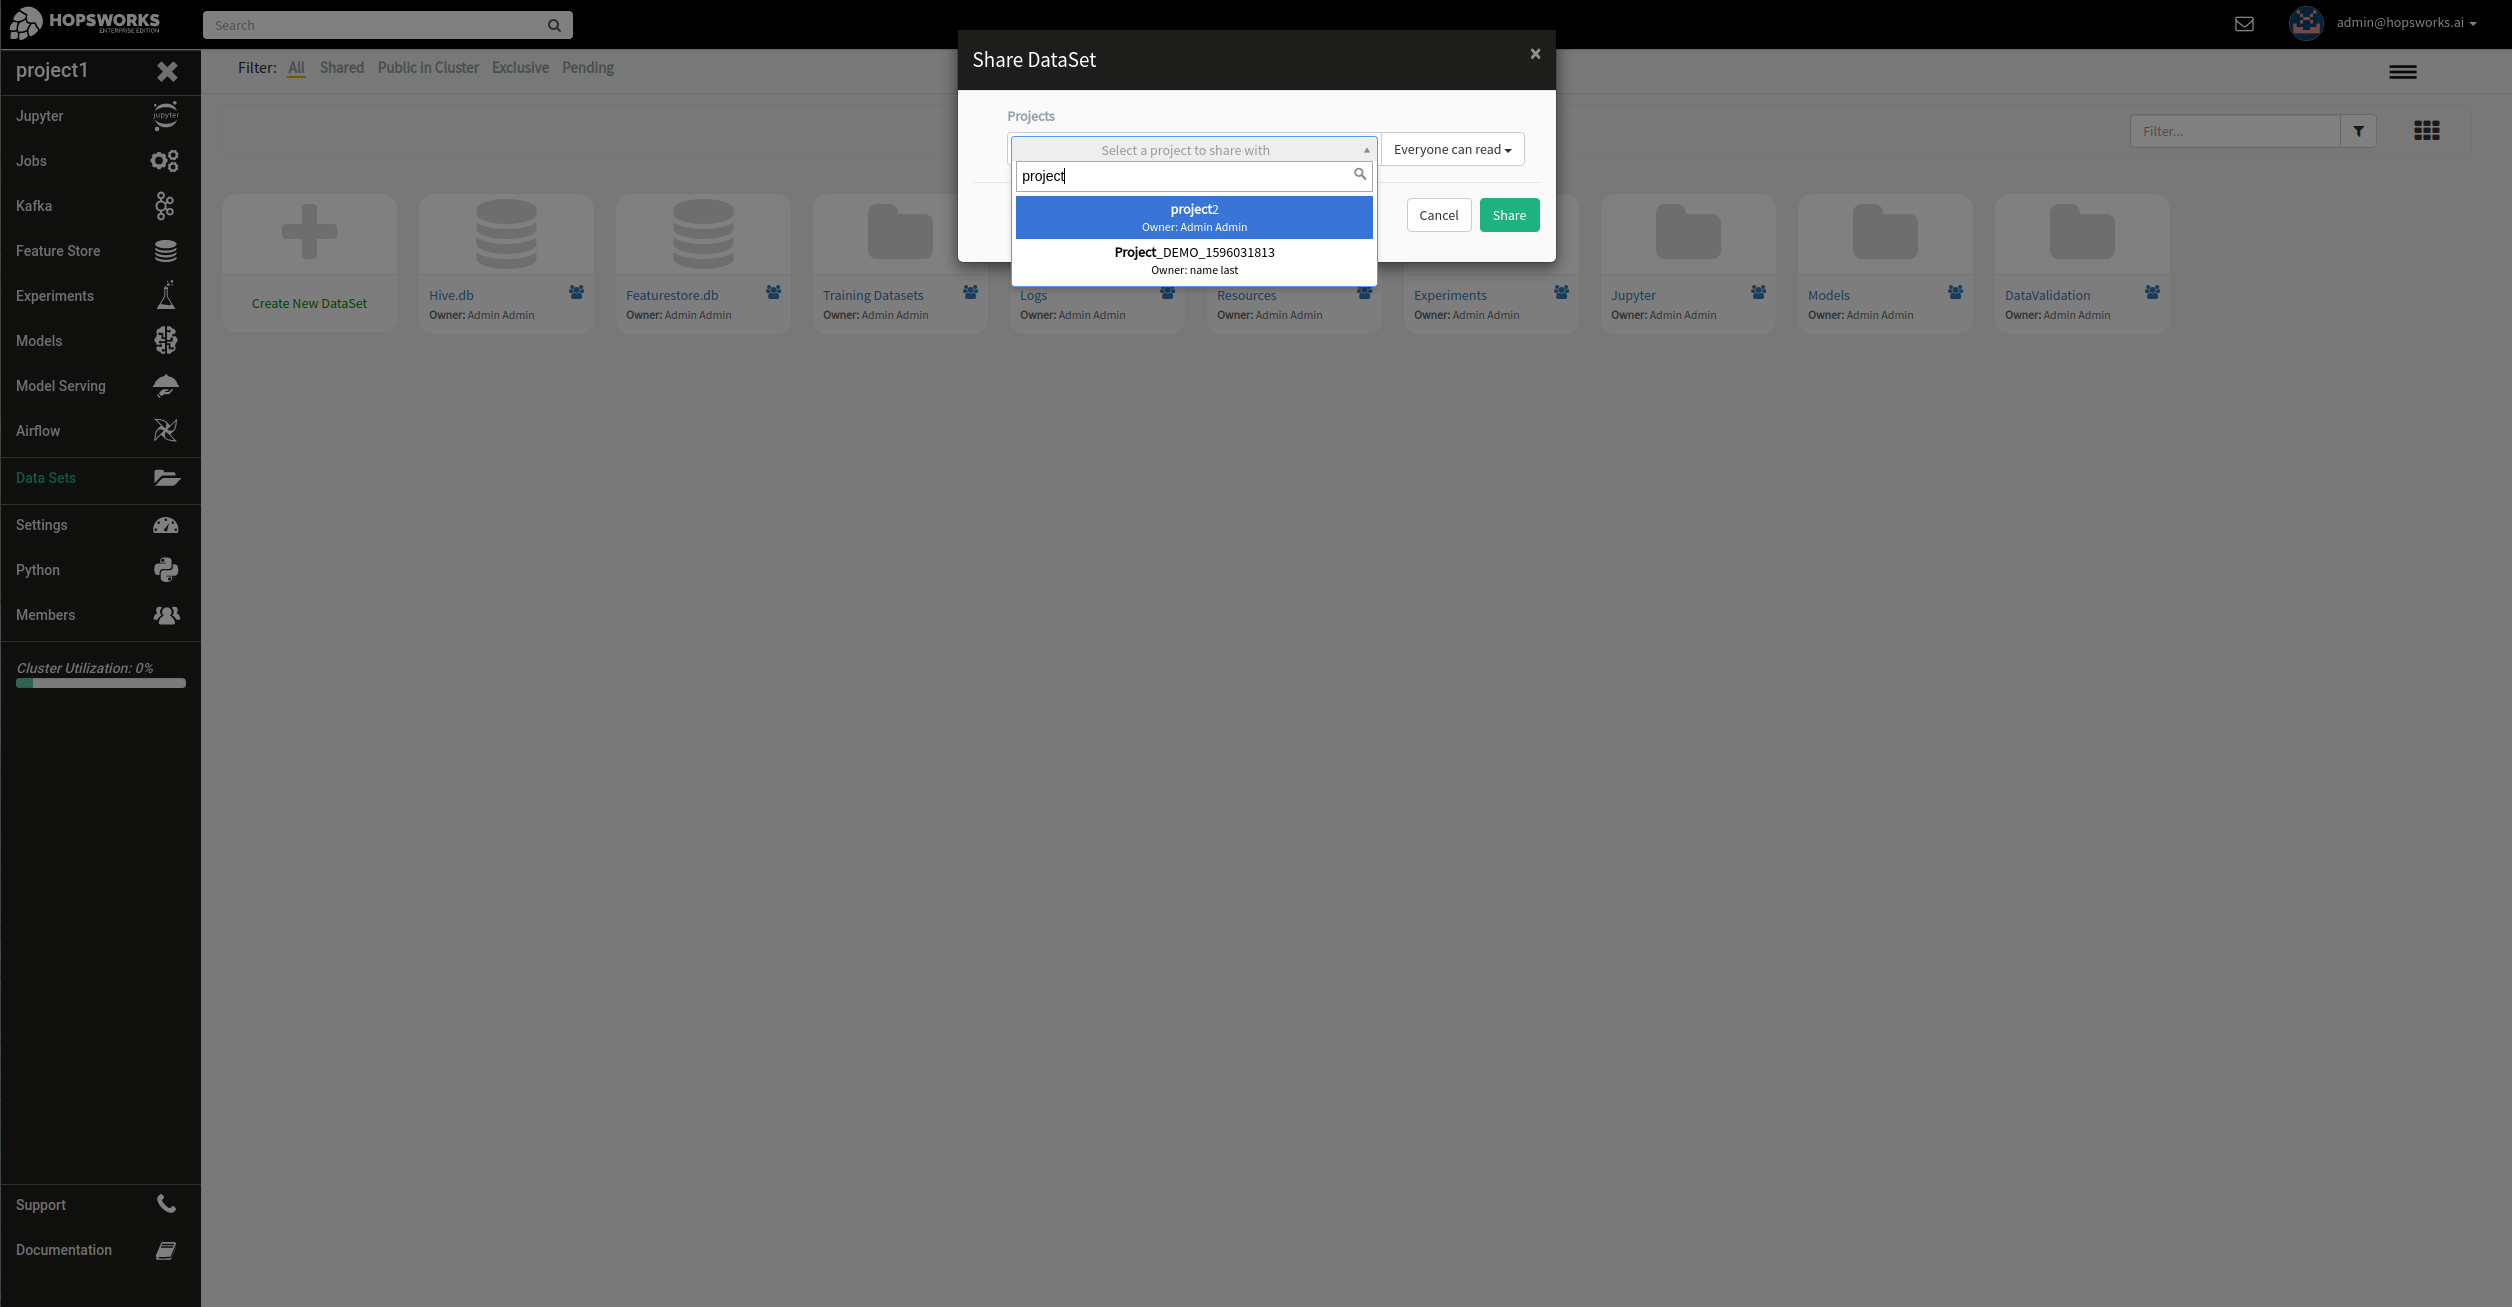 HOPSWORKS
ENTERPRISE EDITION
Search
admin@hopsworks.ai
project1
Filter: All Shared Public in Cluster Exclusive Pending
Share DataSet
×
Projects
Select a project to share with
Everyone can read
project
project2
Owner: Admin Admin
Project_DEMO_1596031813
Owner: name last
Cancel
Share
Filter...
Jupyter
jupyter
Jobs
Kafka
Feature Store
Experiments
Models
Model Serving
Airflow
Data Sets
Settings
Python
Members
Cluster Utilization: 0%
Support
Documentation
Create New DataSet
Hive.db
Owner: Admin Admin
Featurestore.db
Owner: Admin Admin
Training Datasets
Owner: Admin Admin
Logs
Owner: Admin Admin
Resources
Owner: Admin Admin
Experiments
Owner: Admin Admin
Jupyter
Owner: Admin Admin
Models
Owner: Admin Admin
DataValidation
Owner: Admin Admin